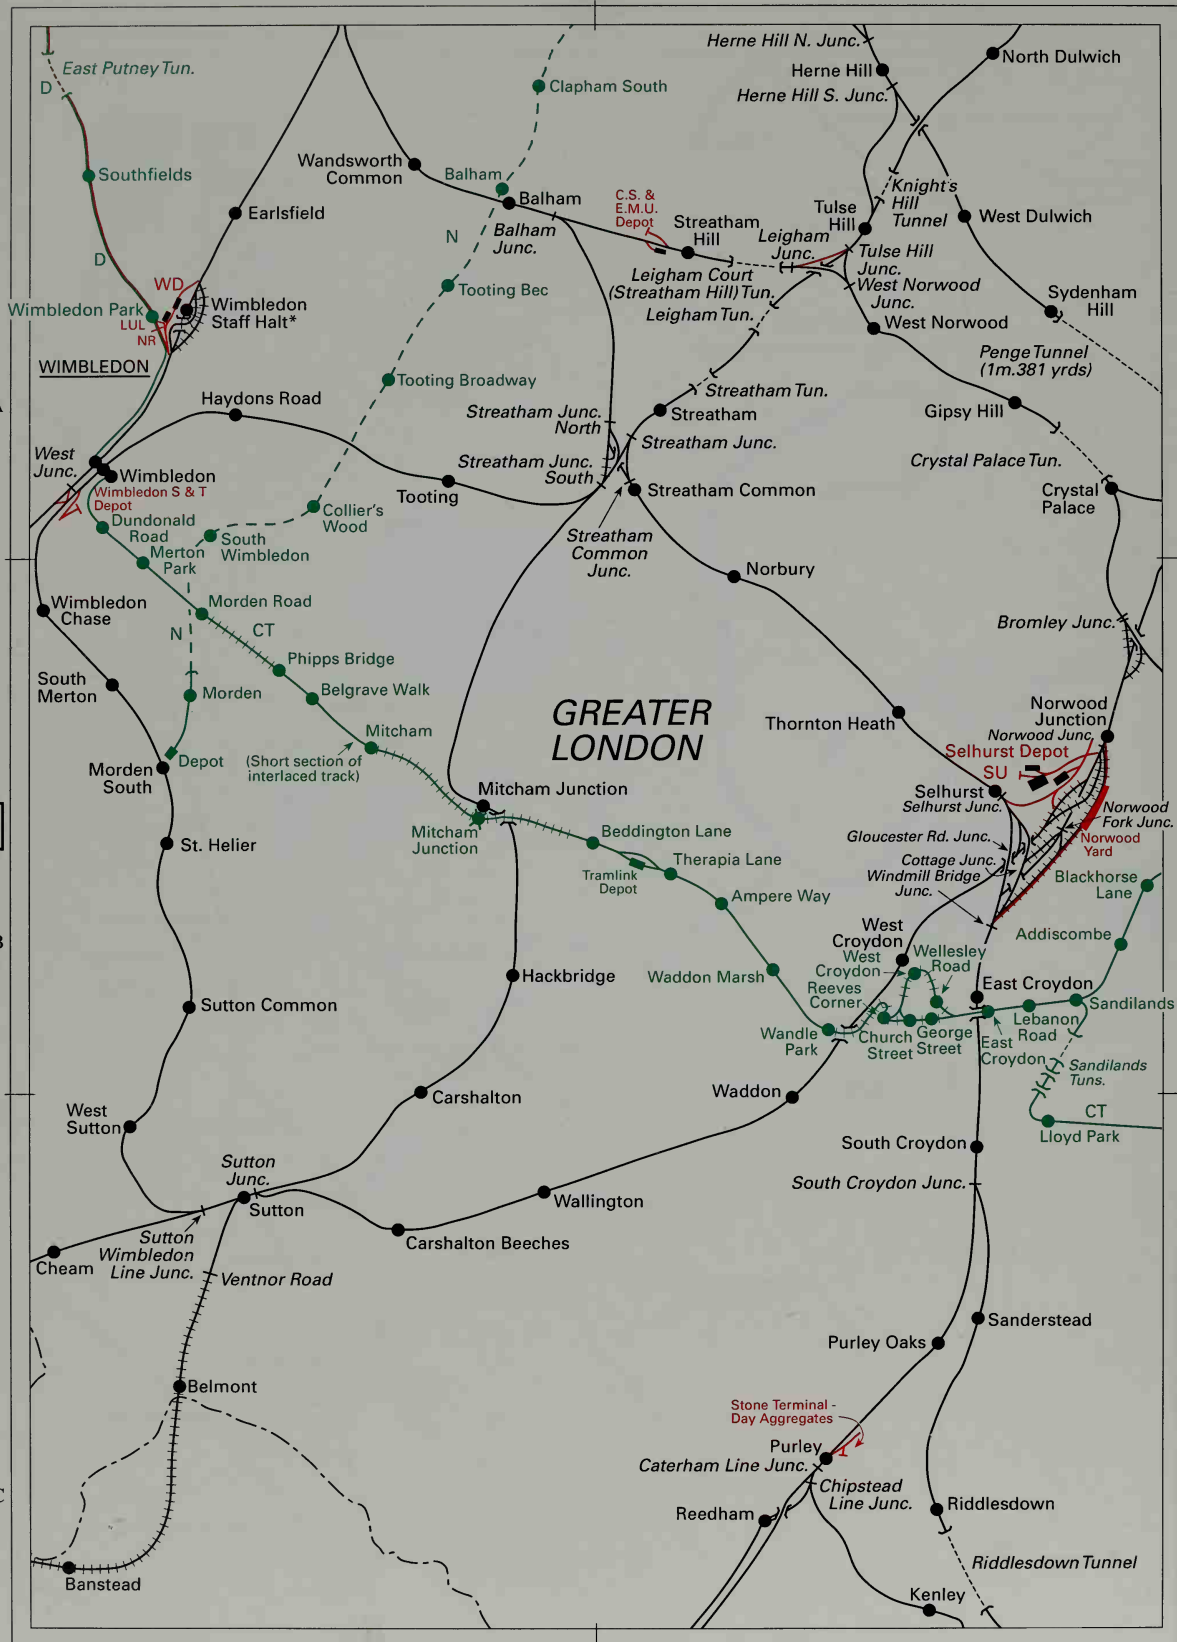 Herne Hill N. Junc.
North Dulwich
East Putney Tun.
Herne Hill
D
Clapham South
Herne Hill S. Junc.
Wandsworth
Common
Southfields
Balham
Balham
Knight's
Hill
Tunnel
C.S. &
E.M.U.
Depot
Earlsfield
Tulse
Hill
West Dulwich
Streatham
Hill
N
Balham
Junc.
Leigham
Junc.
D
Tulse Hill
Junc.
WD
Leigham Court
(Streatham Hill) Tun.
Leigham Tun.
Tooting Bec
West Norwood
Junc.
Sydenham
Hill
Wimbledon Park
Wimbledon
Staff Halt*
LUL
NR
West Norwood
WIMBLEDON
Penge Tunnel
(1m.381 yrds)
Tooting Broadway
Streatham Tun.
Haydons Road
Streatham Junc.
North
Streatham
Gipsy Hill
Streatham Junc.
West
Junc.
Streatham Junc.
South
Crystal Palace Tun.
Wimbledon
Wimbledon S & T
Depot
Tooting
Streatham Common
Crystal
Palace
Collier's
Wood
Dundonald
Road
South
Wimbledon
Streatham
Common
Junc.
Merton
Park
Norbury
Wimbledon
Chase
Morden Road
Bromley Junc.
N
CT
Phipps Bridge
South
Merton
Morden
Belgrave Walk
GREATER
LONDON
Norwood
Junction
Thornton Heath
Mitcham
Norwood Junc.
Selhurst Depot
(Short section of
interlaced track)
Depot
SU
Morden
South
Mitcham Junction
Selhurst
Selhurst Junc.
Norwood
Fork Junc.
Mitcham
Junction
Beddington Lane
Gloucester Rd. Junc.
Norwood
Yard
St. Helier
Therapia Lane
Cottage Junc.
Windmill Bridge
Junc.
Tramlink
Depot
Blackhorse
Lane
Ampere Way
West
Croydon
Addiscombe
Wellesley
Road
West
Croydon
Hackbridge
Waddon Marsh
Reeves
Corner
East Croydon
Sutton Common
Sandilands
Wandle
Park
Church
Street
George
Street
East
Croydon
Lebanon
Road
Sandilands
Tuns.
Carshalton
Waddon
West
Sutton
CT
Lloyd Park
South Croydon
Sutton
Junc.
South Croydon Junc.
Sutton
Wallington
Sutton
Wimbledon
Line Junc.
Carshalton Beeches
Cheam
Ventnor Road
Sanderstead
Purley Oaks
Belmont
Stone Terminal -
Day Aggregates
Purley
Caterham Line Junc.
Chipstead
Line Junc.
Reedham
Riddlesdown
Riddlesdown Tunnel
Banstead
Kenley